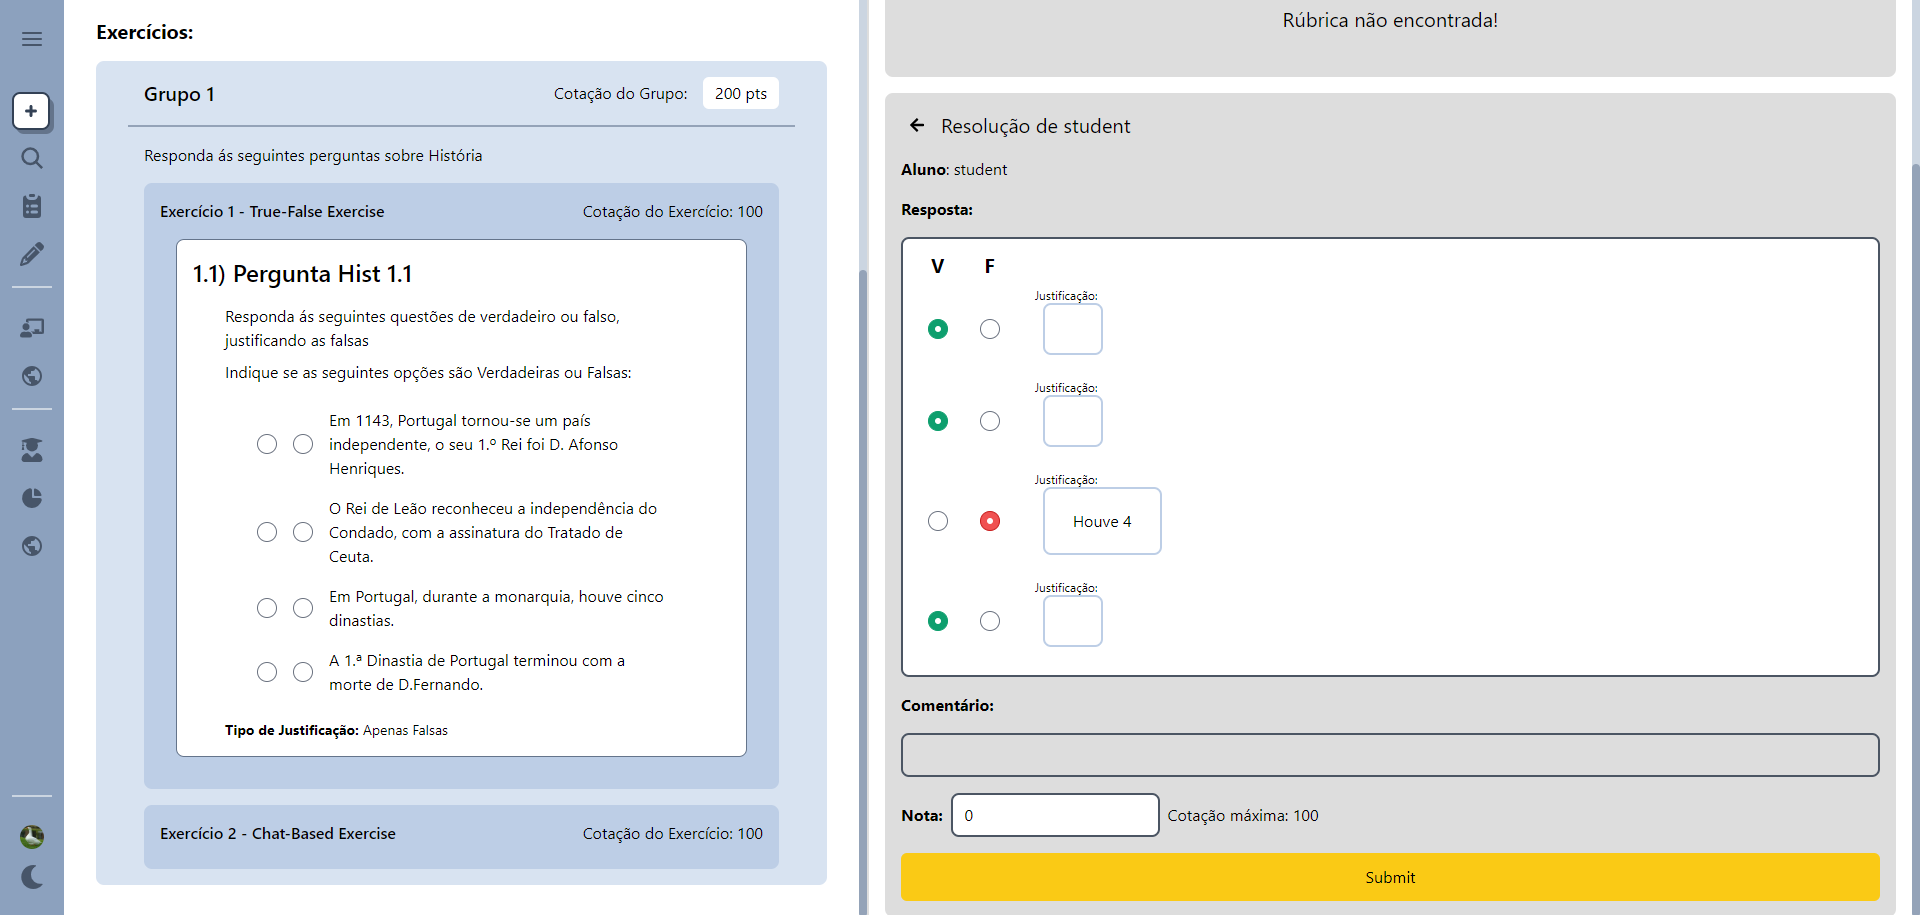 Exercícios:
Grupo 1
Cotação do Grupo:
200 pts
Responda ás seguintes perguntas sobre História
Exercício 1 - True-False Exercise
Cotação do Exercício: 100
1.1) Pergunta Hist 1.1
Responda ás seguintes questões de verdadeiro ou falso,
justificando as falsas
Indique se as seguintes opções são Verdadeiras ou Falsas:
Em 1143, Portugal tornou-se um país
independente, o seu 1.º Rei foi D. Afonso
Henriques.
O Rei de Leão reconheceu a independência do
Condado, com a assinatura do Tratado de
Ceuta.
Em Portugal, durante a monarquia, houve cinco
dinastias.
A 1.ª Dinastia de Portugal terminou com a
morte de D.Fernando.
Tipo de Justificação: Apenas Falsas
Exercício 2 - Chat-Based Exercise
Cotação do Exercício: 100
Rúbrica não encontrada!
Resolução de student
Aluno: student
Resposta:
V F
Justificação:
Justificação:
Justificação:
Houve 4
Justificação:
Comentário:
Nota: 0 Cotação máxima: 100
Submit